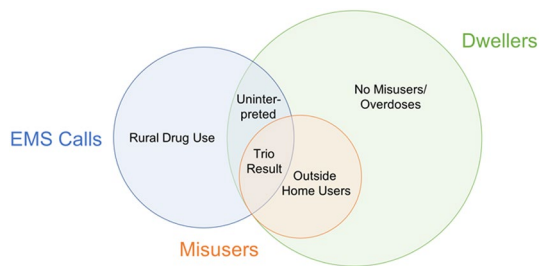 Dwellers
No Misusers/
Overdoses
Uninter-
preted
EMS Calls
Rural Drug Use
Trio
Result
Outside
Home Users
Misusers